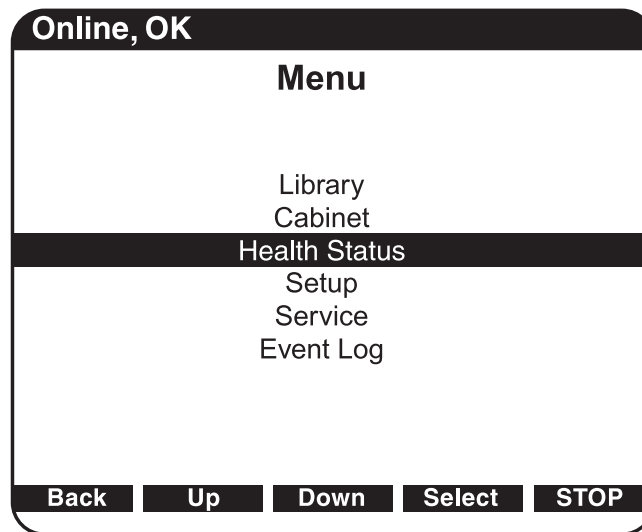 Online, OK
Menu
Library
Cabinet
Health Status
Setup
Service
Event Log
Back Up Down Select STOP